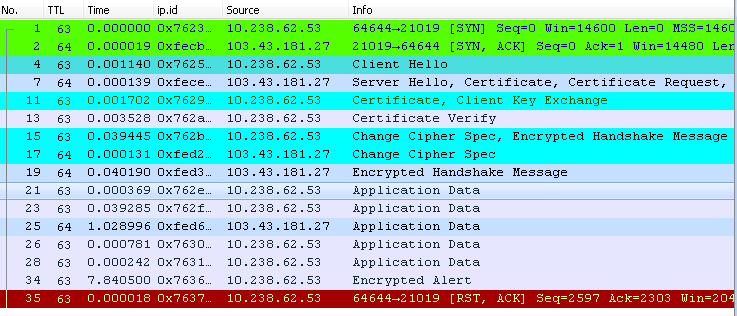 No. TTL Time ip.id Source Info
1 63 0.000000 0x7623… 10.238.62.53 64644→21019 [SYN] Seq=0 Win=14600 Len=0 MSS=146
2 64 0.000019 0xfecb… 103.43.181.27 21019→64644 [SYN, ACK] Seq=0 Ack=1 Win=14480 Len
4 63 0.001140 0x7625… 10.238.62.53 Client Hello
7 64 0.000139 0xfece… 103.43.181.27 Server Hello, Certificate, Certificate Request,
11 63 0.001702 0x7629… 10.238.62.53 Certificate, Client Key Exchange
13 63 0.003528 0x762a… 10.238.62.53 Certificate Verify
15 63 0.039445 0x762b… 10.238.62.53 Change Cipher Spec, Encrypted Handshake Message
17 64 0.000131 0xfed2… 103.43.181.27 Change Cipher Spec
19 64 0.040190 0xfed3… 103.43.181.27 Encrypted Handshake Message
21 63 0.000369 0x762e… 10.238.62.53 Application Data
23 63 0.039285 0x762f… 10.238.62.53 Application Data
25 64 1.028996 0xfed6… 103.43.181.27 Application Data
26 63 0.000781 0x7630… 10.238.62.53 Application Data
28 63 0.000242 0x7631… 10.238.62.53 Application Data
34 63 7.840500 0x7636… 10.238.62.53 Encrypted Alert
35 63 0.000018 0x7637… 10.238.62.53 64644→21019 [RST, ACK] Seq=2597 Ack=2303 Win=204